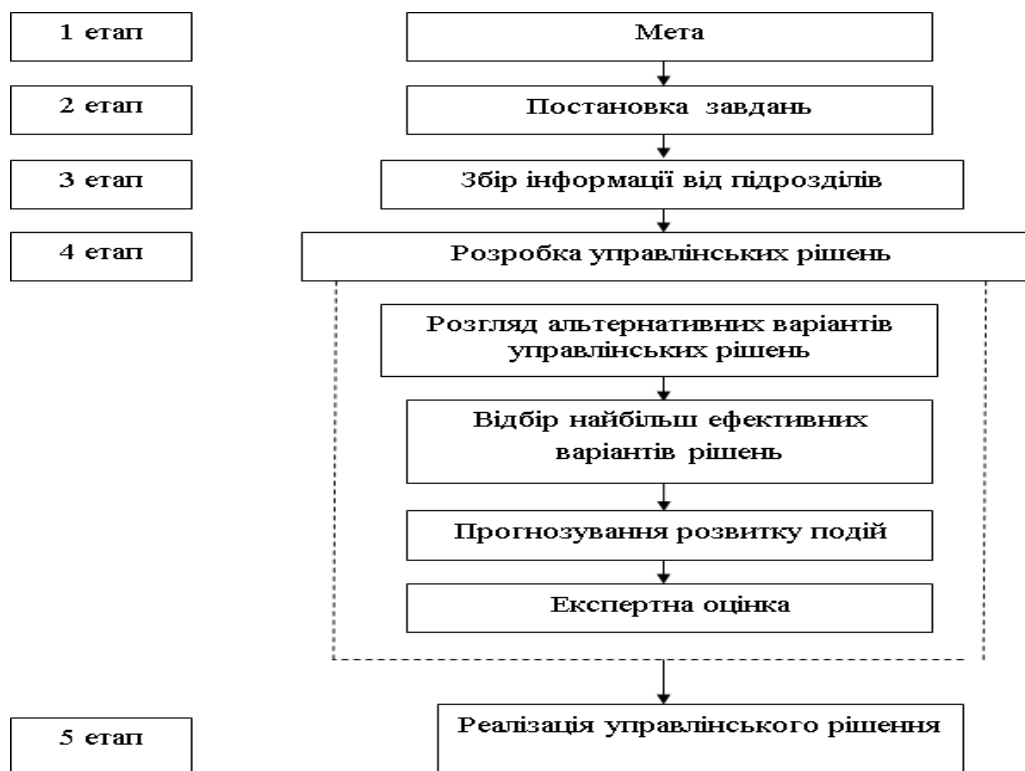 1 етап
Мета
2 етап
Постановка завдань
3 етап
Збір інформації від підрозділів
4 етап
Розробка управлінських рішень
Розгляд альтернативних варіантів
управлінських рішень
Відбір найбільш ефективних
варіантів рішень
Прогнозування розвитку подій
Експертна оцінка
5 етап
Реалізація управлінського рішення